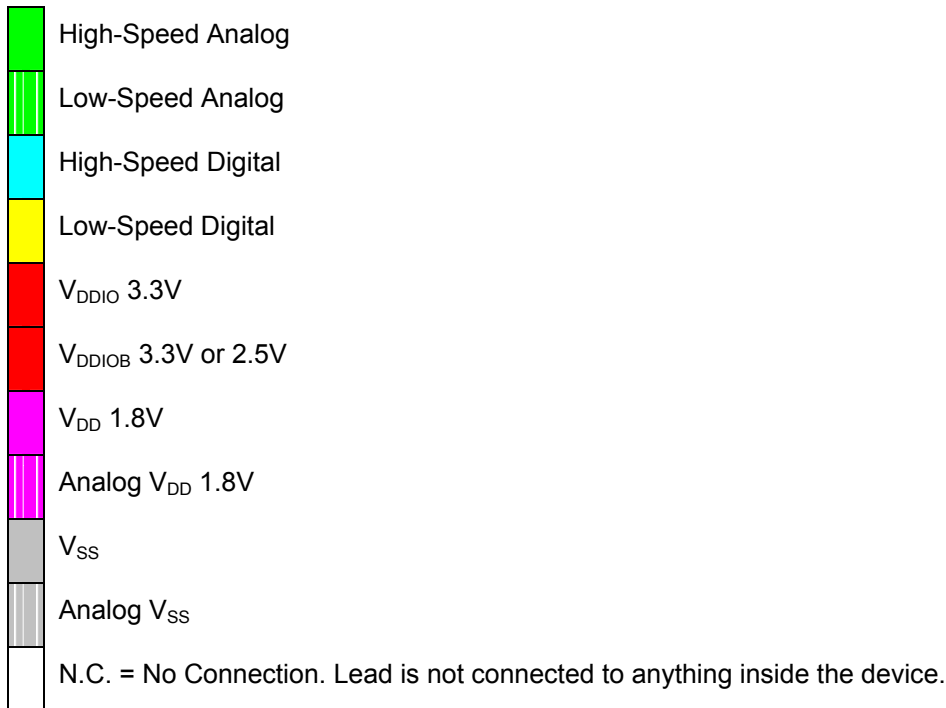 High-Speed Analog
Low-Speed Analog
High-Speed Digital
Low-Speed Digital
VDDIO 3.3V
VDDIOB 3.3V or 2.5V
VDD 1.8V
Analog VDD 1.8V
VSS
Analog VSS
N.C. = No Connection. Lead is not connected to anything inside the device.